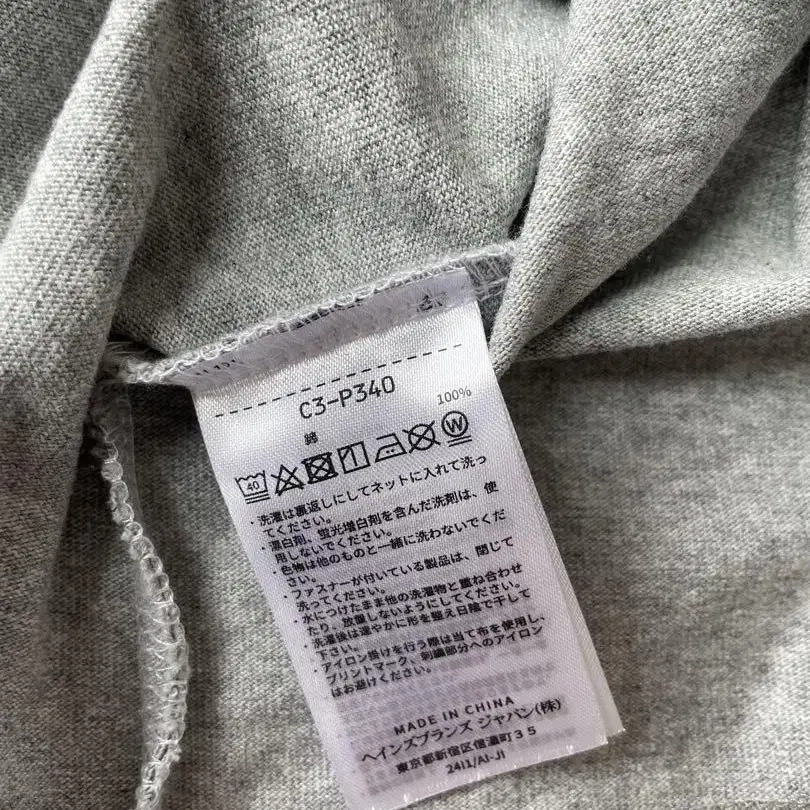 C3-P340
綿 100%
40 W
・洗濯は裏返しにしてネットに入れて洗っ
てください。
・漂白剤、蛍光増白剤を含んだ洗剤は、使
用しないでください。
・色物は他のものと一緒に洗わないでくだ
さい。
・ファスナーが付いている製品は、閉じて
洗ってください。
・水につけたまま他の洗濯物と重ね合わせ
たり、放置しないようにしてください。
・洗濯後は速やかに形を整え日陰で干して
下さい。
・アイロン掛けを行う際は当て布を使用し、
プリントマーク、刺繍部分へのアイロン
はお避けください。
MADE IN CHINA
ヘインズブランズ ジャパン(株)
東京都新宿区信濃町35
24I1/AI-JI